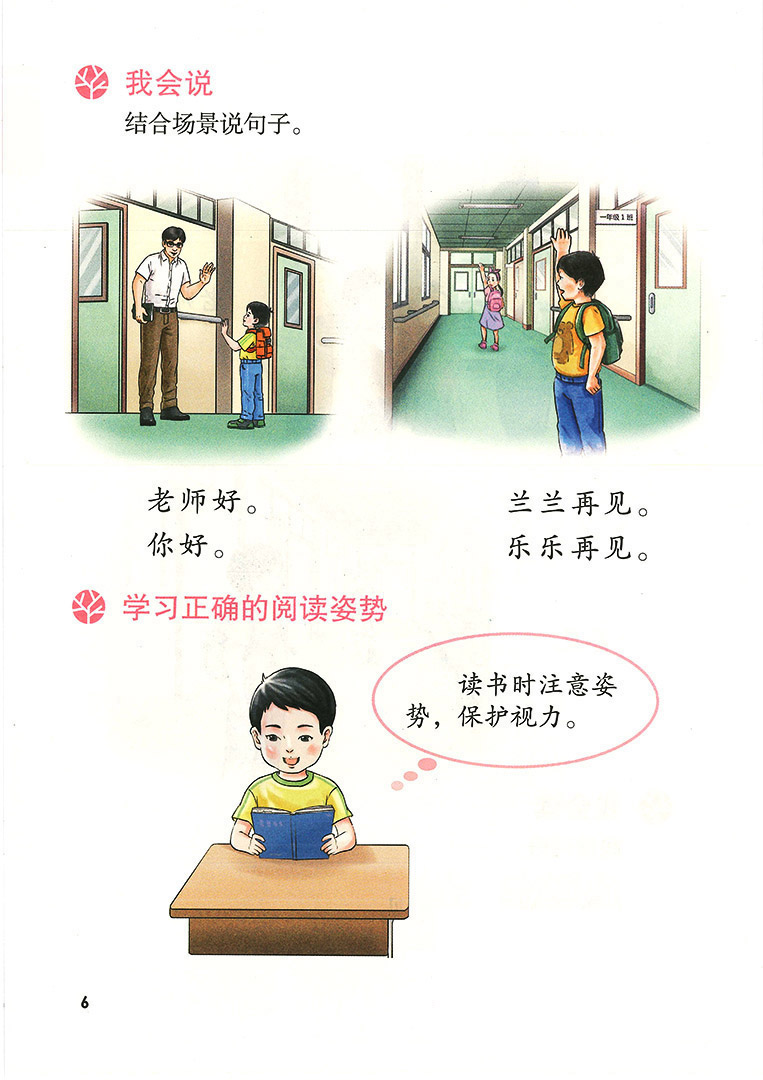 我会说
结合场景说句子。
一年级1班
老师好。
你好。
兰兰再见。
乐乐再见。
学习正确的阅读姿势
读书时注意姿
势，保护视力。
6